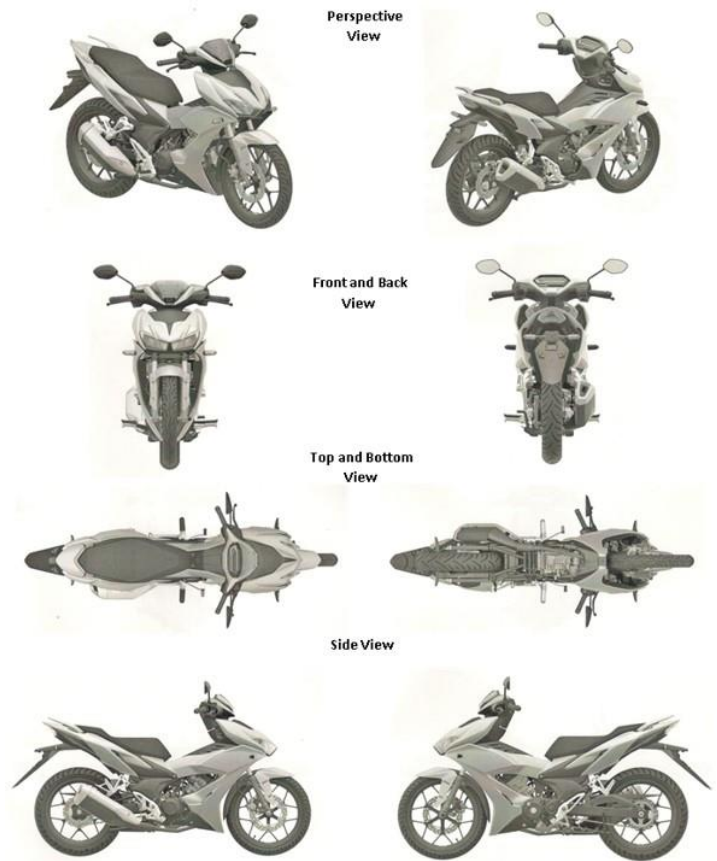 Perspective
View
Front and Back
View
Top and Bottom
View
Side View